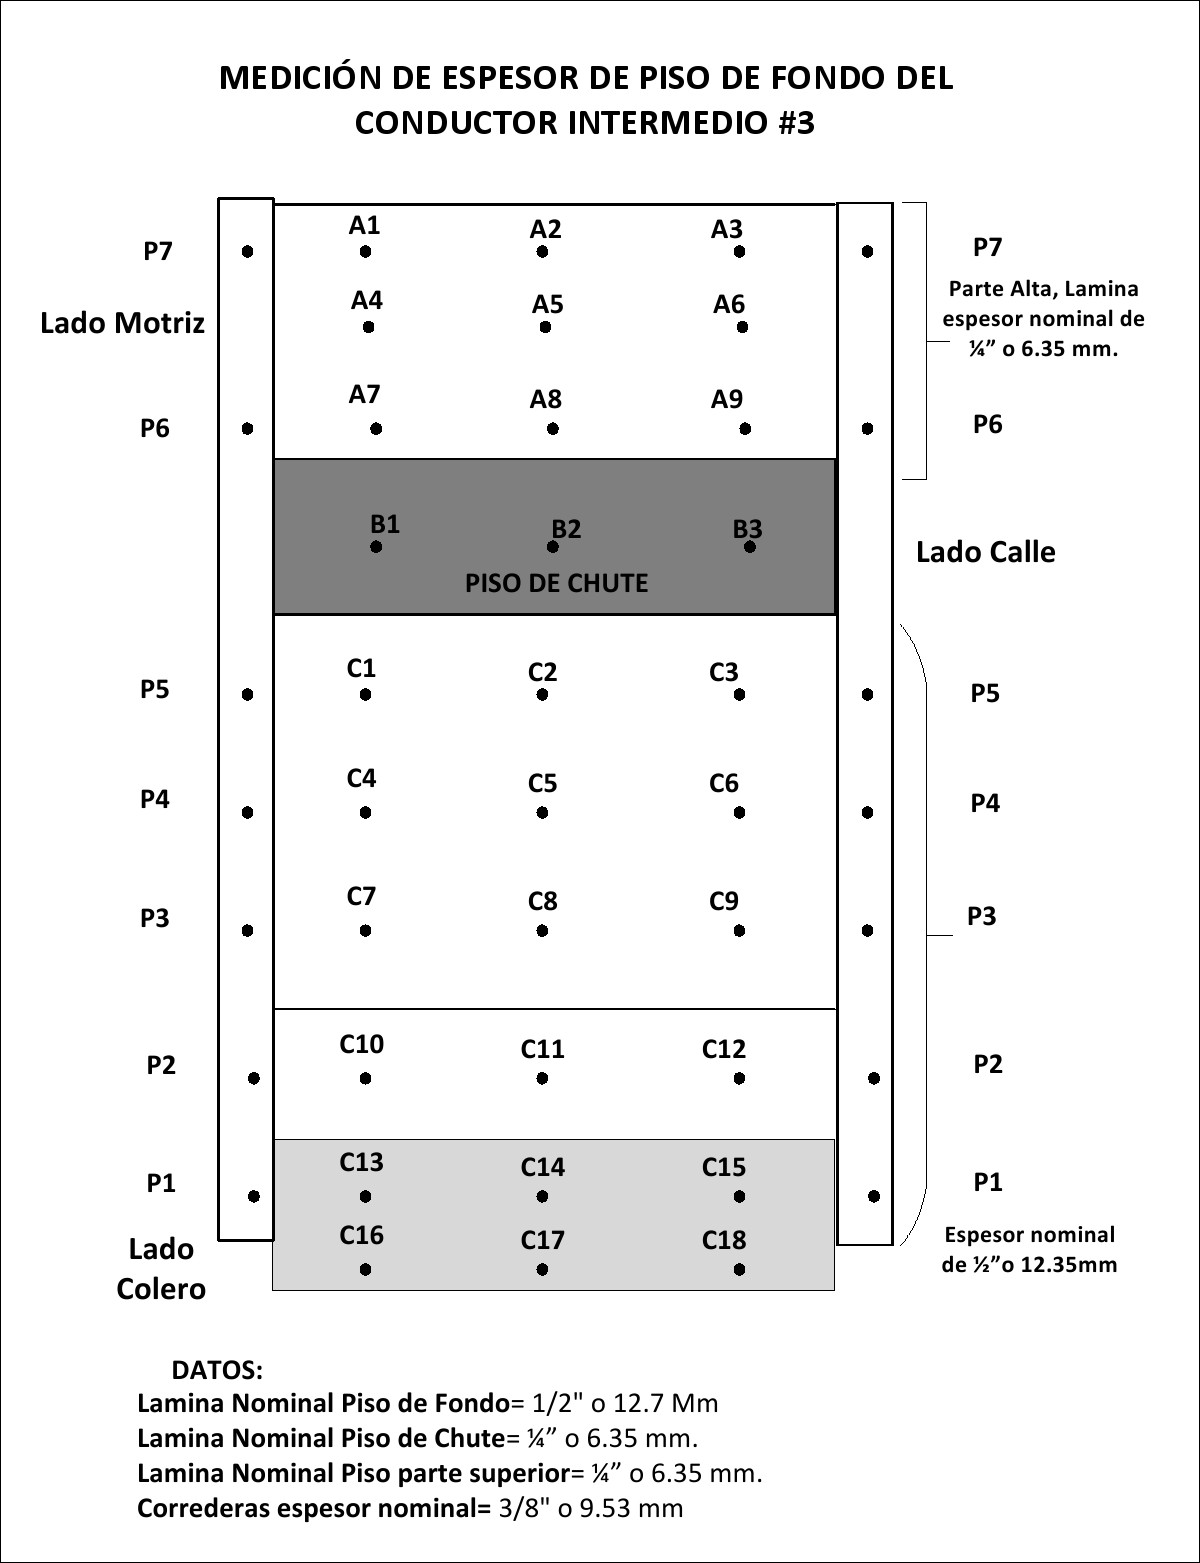 MEDICIÓN DE ESPESOR DE PISO DE FONDO DEL
CONDUCTOR INTERMEDIO #3
A1 A2 A3
P7 P7
A4 A5 A6
Lado Motriz
Parte Alta, Lamina
espesor nominal de
¼” o 6.35 mm.
A7 A8 A9
P6 P6
B1 B2 B3
Lado Calle
PISO DE CHUTE
C1 C2 C3
P5 P5
C4 C5 C6
P4 P4
C7 C8 C9
P3 P3
C10 C11 C12
P2 P2
C13 C14 C15
P1 P1
C16 C17 C18
Lado
Colero
Espesor nominal
de ½”o 12.35mm
DATOS:
Lamina Nominal Piso de Fondo= 1/2" o 12.7 Mm
Lamina Nominal Piso de Chute= ¼” o 6.35 mm.
Lamina Nominal Piso parte superior= ¼” o 6.35 mm.
Correderas espesor nominal= 3/8" o 9.53 mm